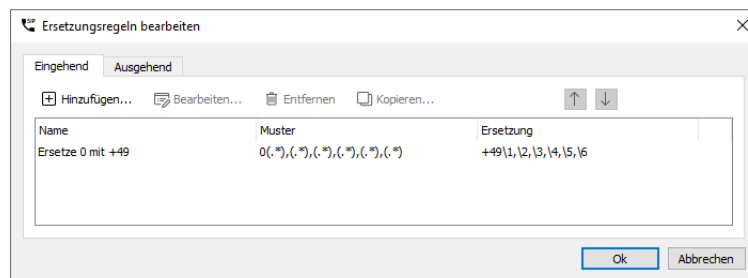 SIP Ersetzungsregeln bearbeiten
Eingehend Ausgehend
Hinzufügen... Bearbeiten... Entfernen Kopieren...
Name Muster Ersetzung
Ersetze 0 mit +49 0(.*),(.*),(.*),(.*),(.*),(.*) +49\1,\2,\3,\4,\5,\6
Ok Abbrechen